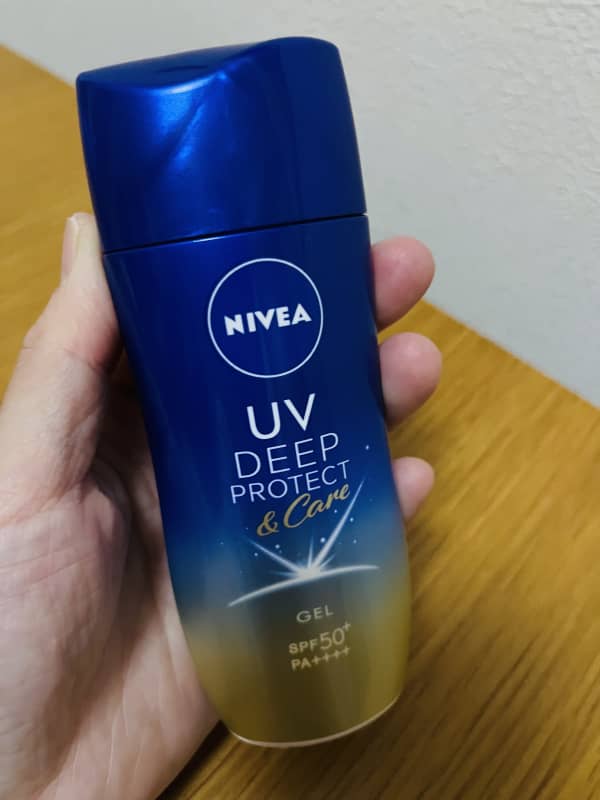 NIVEA
UV
DEEP
PROTECT
& Care
GEL
SPF50+
PA++++